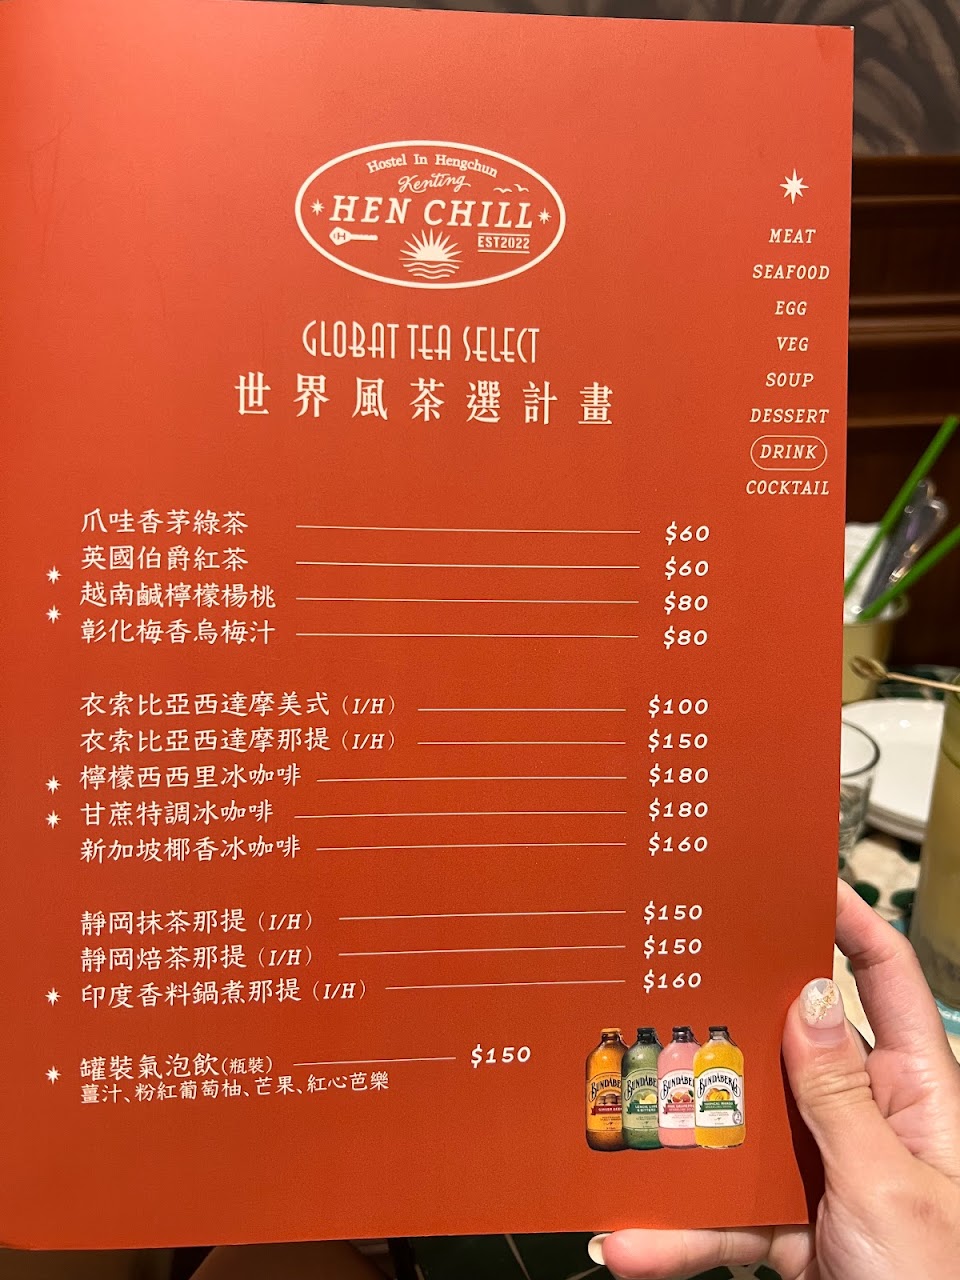 Hostel In Hengchun
Kenting
HEN CHILL
H
EST2022
GLOBAT TEA SELECT
世界風茶選計畫
MEAT
SEAFOOD
EGG
VEG
SOUP
DESSERT
DRINK
COCKTAIL
爪哇香茅綠茶 $60
英國伯爵紅茶 $60
越南鹹檸檬楊桃 $80
彰化梅香烏梅汁 $80
衣索比亞西達摩美式 (I/H) $100
衣索比亞西達摩那提 (I/H) $150
檸檬西西里冰咖啡 $180
甘蔗特調冰咖啡 $180
新加坡椰香冰咖啡 $160
靜岡抹茶那提 (I/H) $150
靜岡焙茶那提 (I/H) $150
印度香料鍋煮那提 (I/H) $160
罐裝氣泡飲(瓶裝) $150
薑汁、粉紅葡萄柚、芒果、紅心芭樂
BUNDABERG